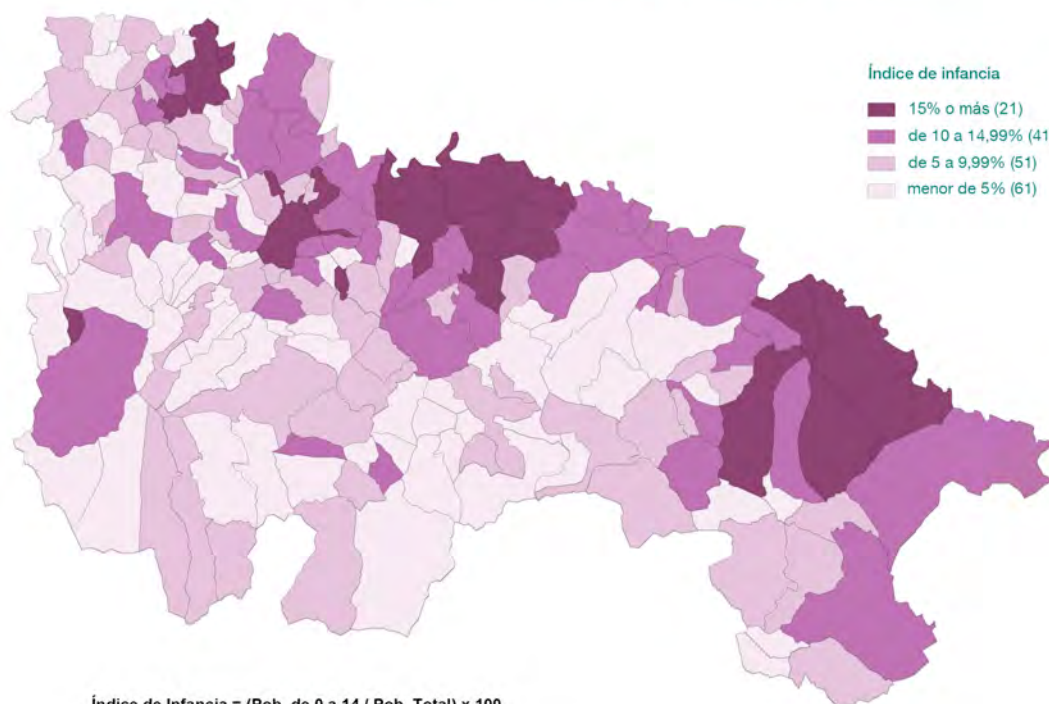 Índice de infancia
15% o más (21)
de 10 a 14,99% (41
de 5 a 9,99% (51)
menor de 5% (61)
Índice de Infancia = (Pob. de 0 a 14 / Pob. Total) x 100